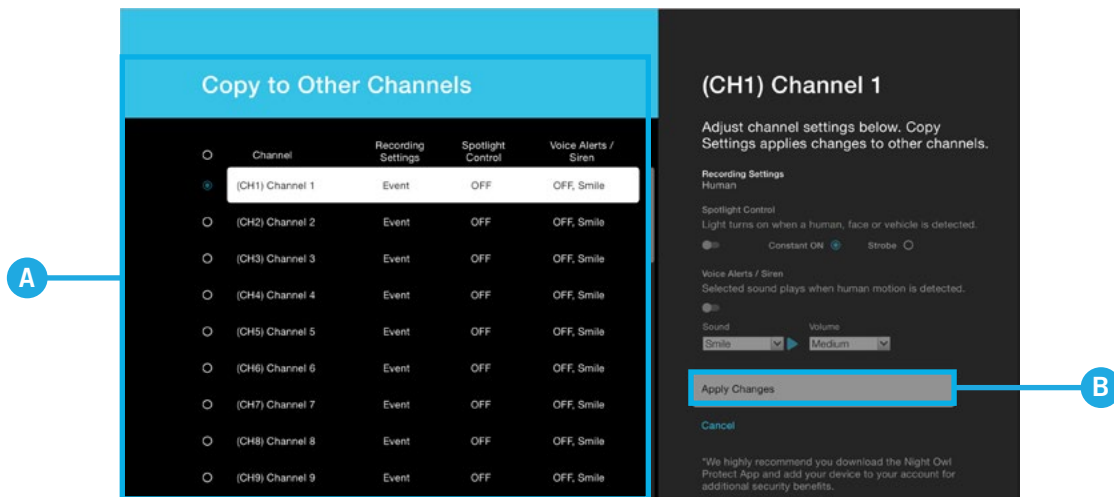 Copy to Other Channels
Channel Recording Settings Spotlight Control Voice Alerts / Siren
(CH1) Channel 1 Event OFF OFF, Smile
(CH2) Channel 2 Event OFF OFF, Smile
(CH3) Channel 3 Event OFF OFF, Smile
(CH4) Channel 4 Event OFF OFF, Smile
(CH5) Channel 5 Event OFF OFF, Smile
(CH6) Channel 6 Event OFF OFF, Smile
(CH7) Channel 7 Event OFF OFF, Smile
(CH8) Channel 8 Event OFF OFF, Smile
(CH9) Channel 9 Event OFF OFF, Smile
A
(CH1) Channel 1
Adjust channel settings below. Copy
Settings applies changes to other channels.
Recording Settings
Human
Spotlight Control
Light turns on when a human, face or vehicle is detected.
Constant ON Strobe
Voice Alerts / Siren
Selected sound plays when human motion is detected.
Sound Volume
Smile Medium
Apply Changes
B
Cancel
*We highly recommend you download the Night Owl
Protect App and add your device to your account for
additional security benefits.